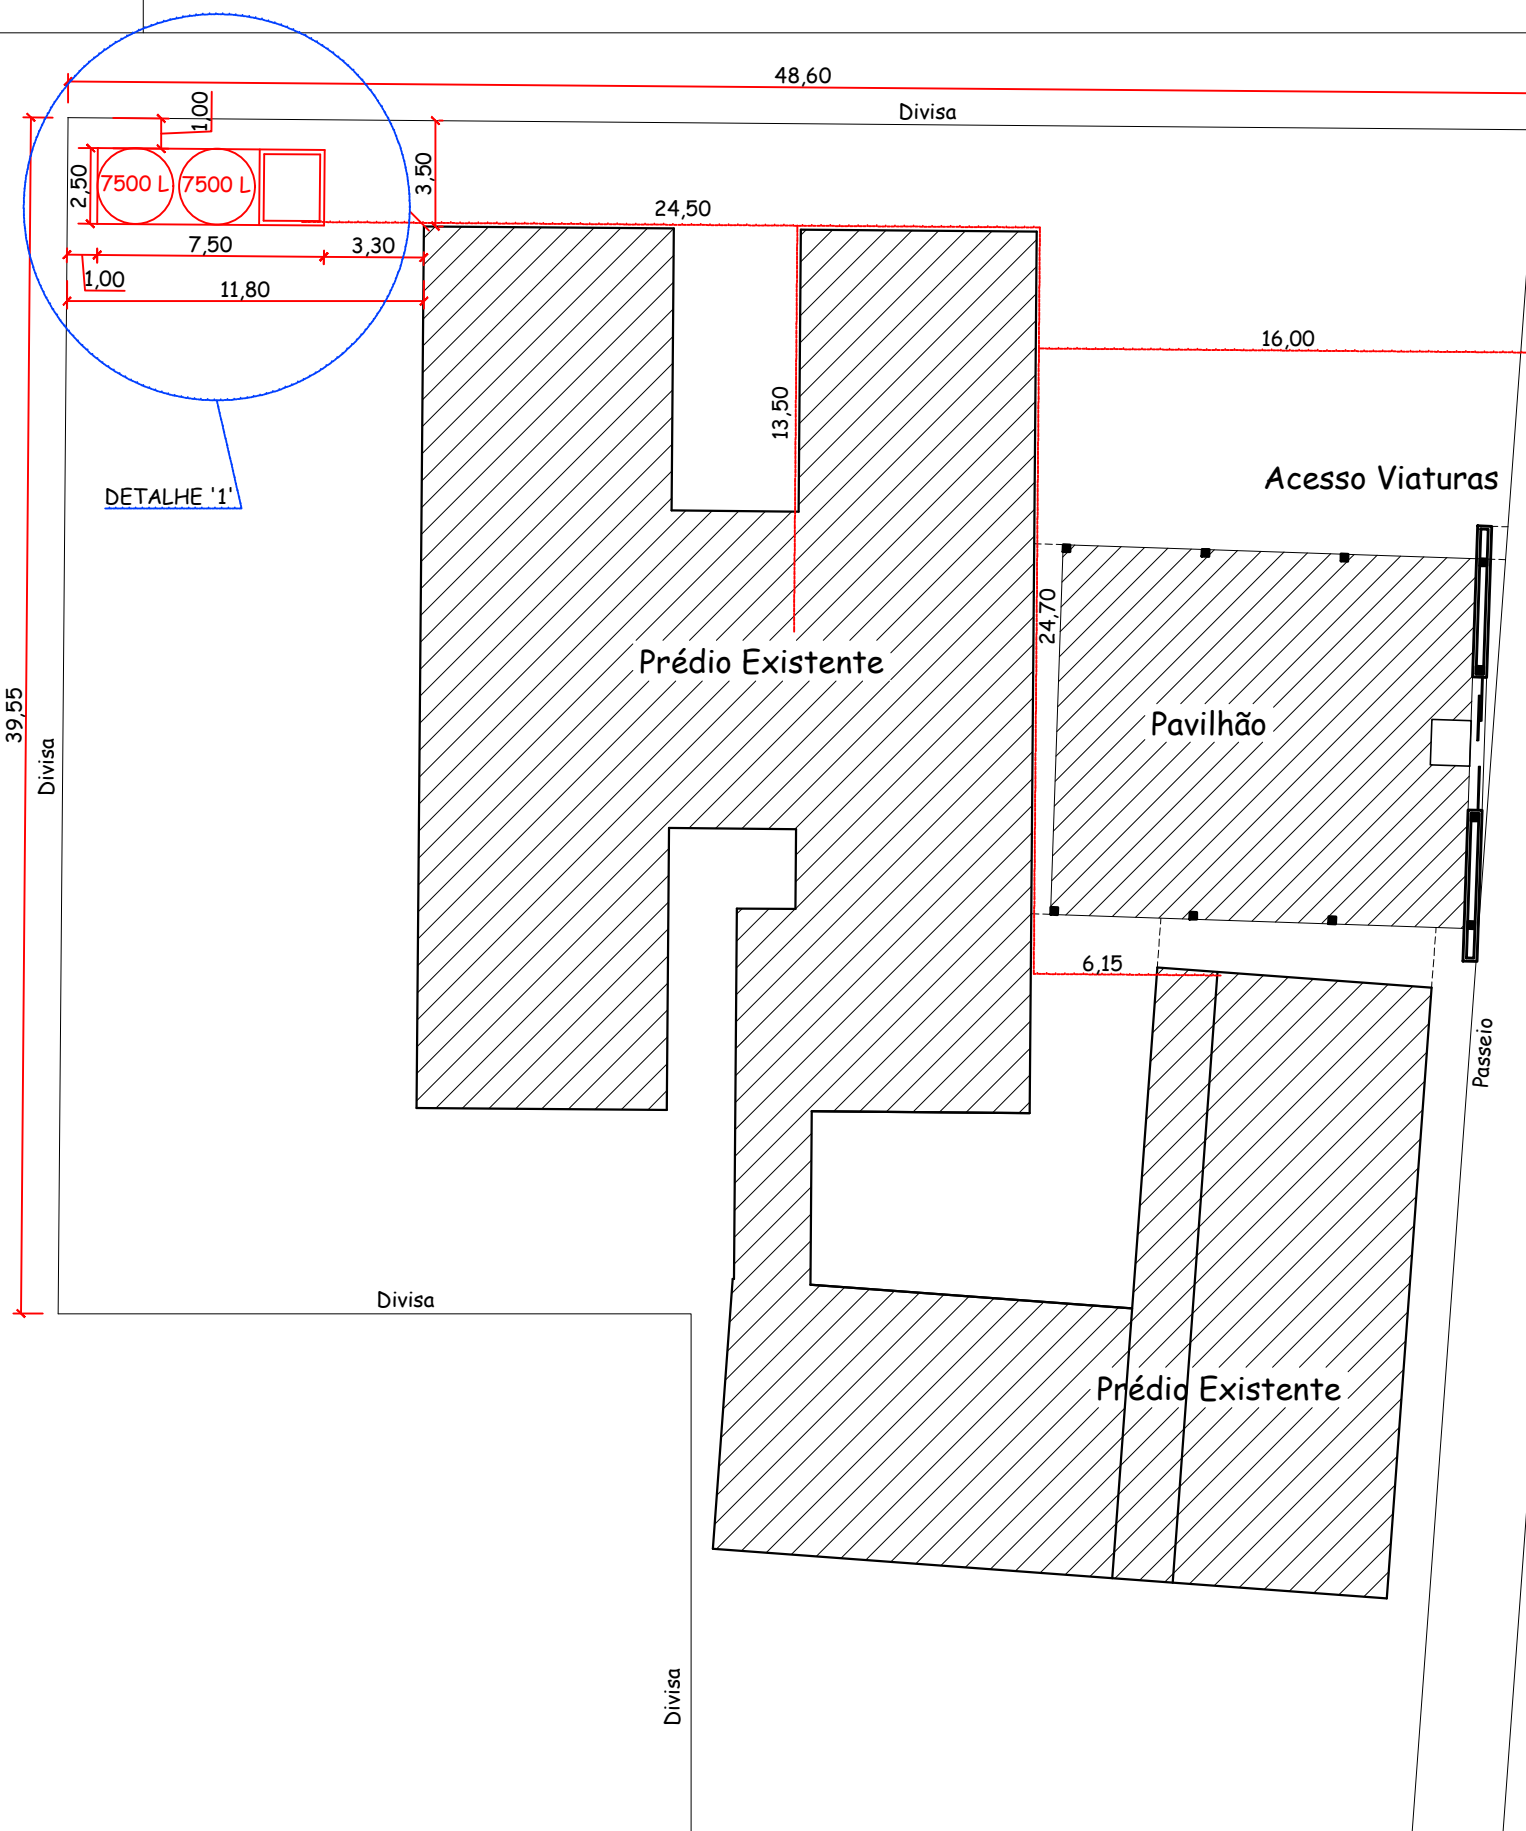 48,60
Divisa
1,00
3,50
2,50
7500 L
7500 L
24,50
7,50
3,30
1,00
11,80
16,00
13,50
Acesso Viaturas
DETALHE '1'
24,70
Prédio Existente
39,55
Divisa
Pavilhão
6,15
Passeio
Divisa
Prédio Existente
Divisa